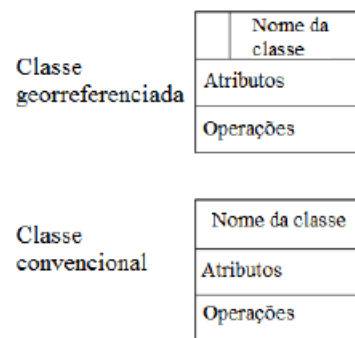 Classe
georreferenciada
Nome da
classe
Atributos
Operações
Classe
convencional
Nome da classe
Atributos
Operações